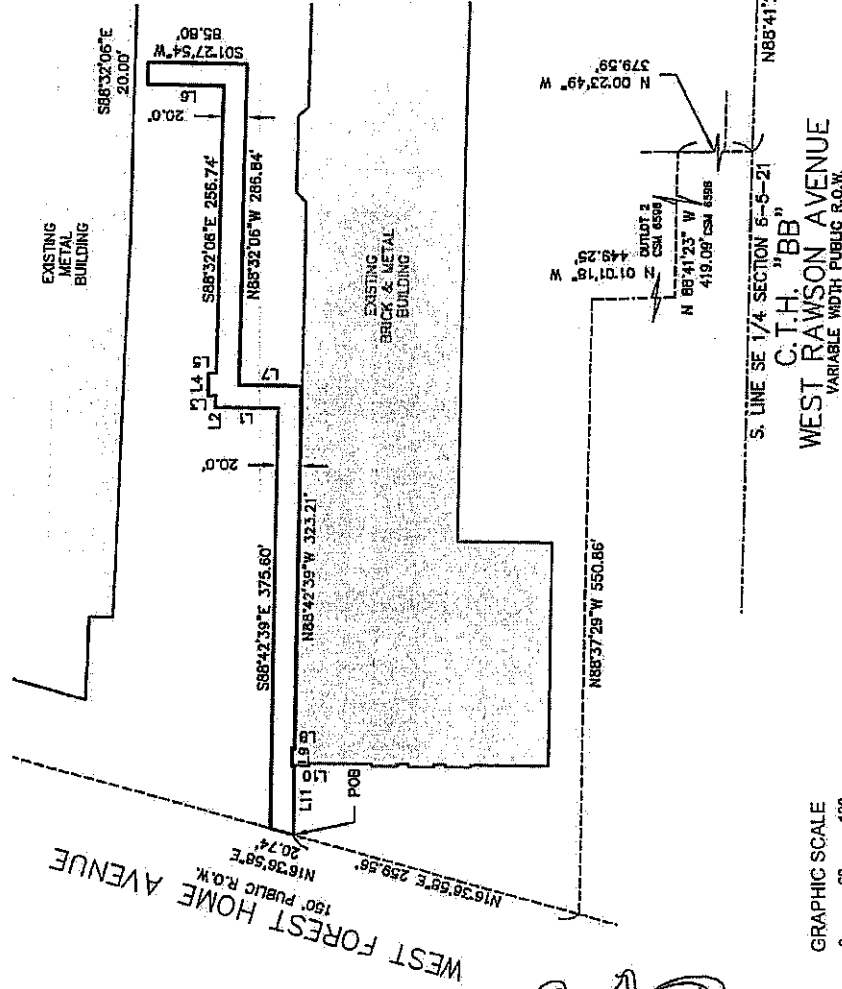 S88°32'06"E
20.00'
S01°27'54"W
85.80'
EXISTING
METAL
BUILDING
L6
20.0'
S88°32'06"E 256.74'
N88°32'06"W 286.84'
L5
L4
L3
L2
L1
L7
20.0'
EXISTING
BRICK & METAL
BUILDING
S88°42'39"E 375.60'
N88°42'39"W 323.21'
L8
L9
L10
L11
POB
N16°36'58"E
20.74'
150' PUBLIC R.O.W.
WEST FOREST HOME AVENUE
N16°36'58"E 259.56'
N88°37'29"W 550.86'
N 00°23'49" W
379.59'
N 01°01'18" W
449.25'
OUTLOT 2
CSM 6598
N 88°41'23" W
419.09' CSM 6598
N88°41'
S. LINE SE 1/4 SECTION 6-5-21
C.T.H. "BB"
WEST RAWSON AVENUE
VARIABLE WIDTH PUBLIC R.O.W.
GRAPHIC SCALE